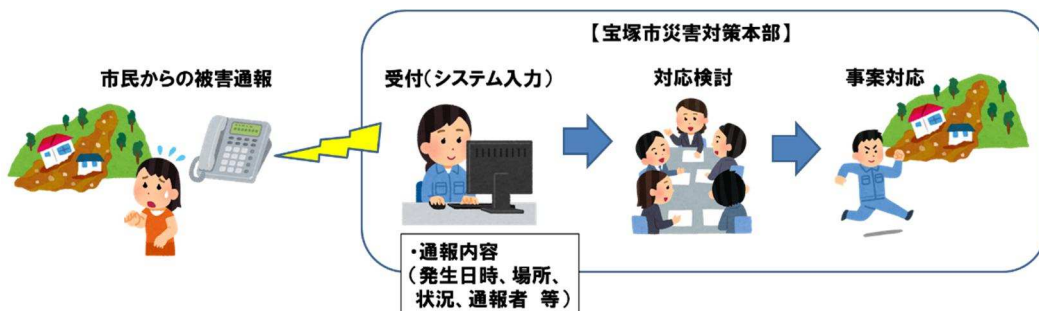 【宝塚市災害対策本部】
市民からの被害通報
受付（システム入力）
対応検討
事案対応
・通報内容
（発生日時、場所、
状況、通報者 等）